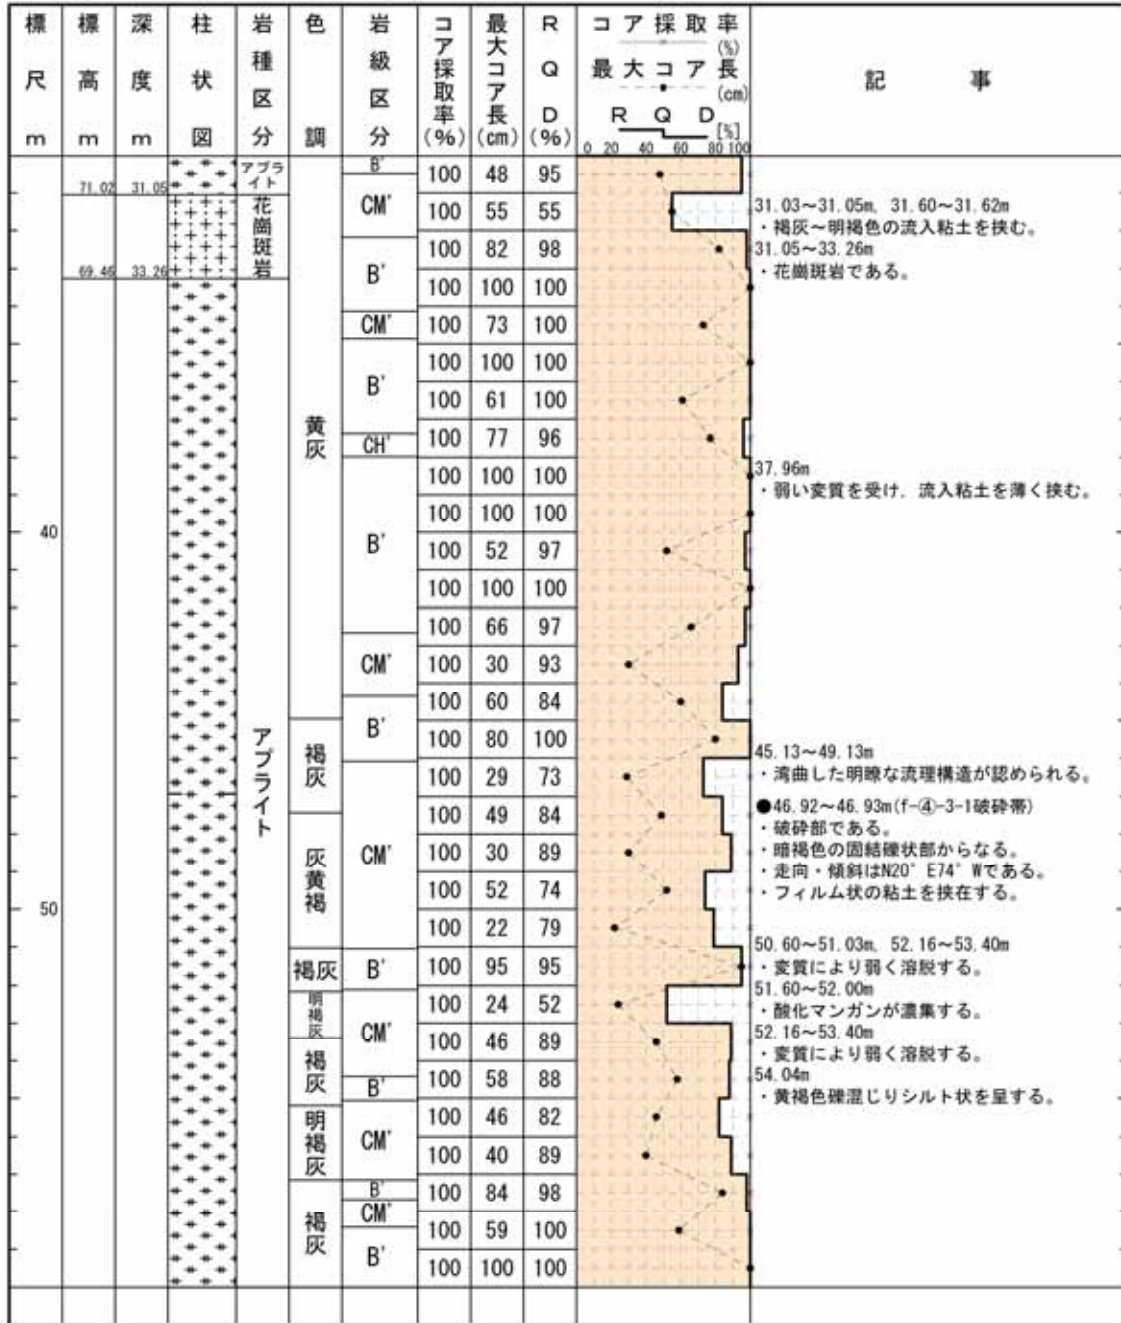 標尺 m
標高 m
深度 m
柱状図
岩種区分
色調
岩級区分
コア採取率(%)
最大コア長(cm)
RQD(%)
コア採取率
(%)
最大コア長
(cm)
RQD
[%]
0 20 40 60 80 100
記事
アプライト
71.02 31.05
花崗斑岩
69.46 33.26
アプライト
40
50
黄灰
褐灰
灰黄褐
褐灰
明褐灰
褐灰
明褐灰
褐灰
B'
CM'
B'
CM'
B'
CH'
B'
CM'
B'
CM'
B'
CM'
B'
CM'
B'
CM'
B'
100 48 95
100 55 55
100 82 98
100 100 100
100 73 100
100 100 100
100 61 100
100 77 96
100 100 100
100 100 100
100 52 97
100 100 100
100 66 97
100 30 93
100 60 84
100 80 100
100 29 73
100 49 84
100 30 89
100 52 74
100 22 79
100 95 95
100 24 52
100 46 89
100 58 88
100 46 82
100 40 89
100 84 98
100 59 100
100 100 100
31.03～31.05m, 31.60～31.62m
・褐灰～明褐色の流入粘土を挟む。
31.05～33.26m
・花崗斑岩である。
37.96m
・弱い変質を受け，流入粘土を薄く挟む。
45.13～49.13m
・湾曲した明瞭な流理構造が認められる。
●46.92～46.93m(f-④-3-1破砕帯)
・破砕部である。
・暗褐色の固結礫状部からなる。
・走向・傾斜はN20°E74°Wである。
・フィルム状の粘土を挟在する。
50.60～51.03m, 52.16～53.40m
・変質により弱く溶脱する。
51.60～52.00m
・酸化マンガンが濃集する。
52.16～53.40m
・変質により弱く溶脱する。
54.04m
・黄褐色礫混じりシルト状を呈する。